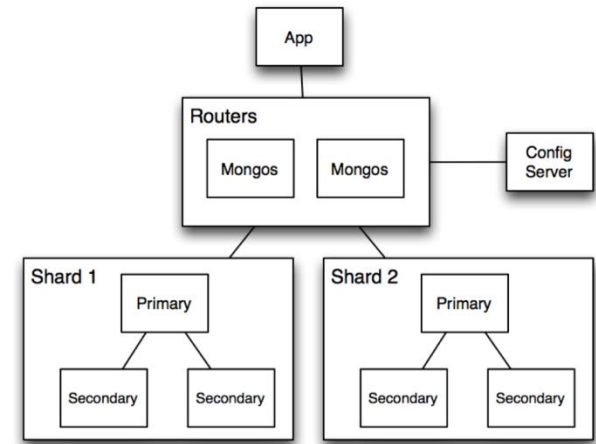 App
Routers
Mongos
Mongos
Config
Server
Shard 1
Primary
Secondary
Secondary
Shard 2
Primary
Secondary
Secondary